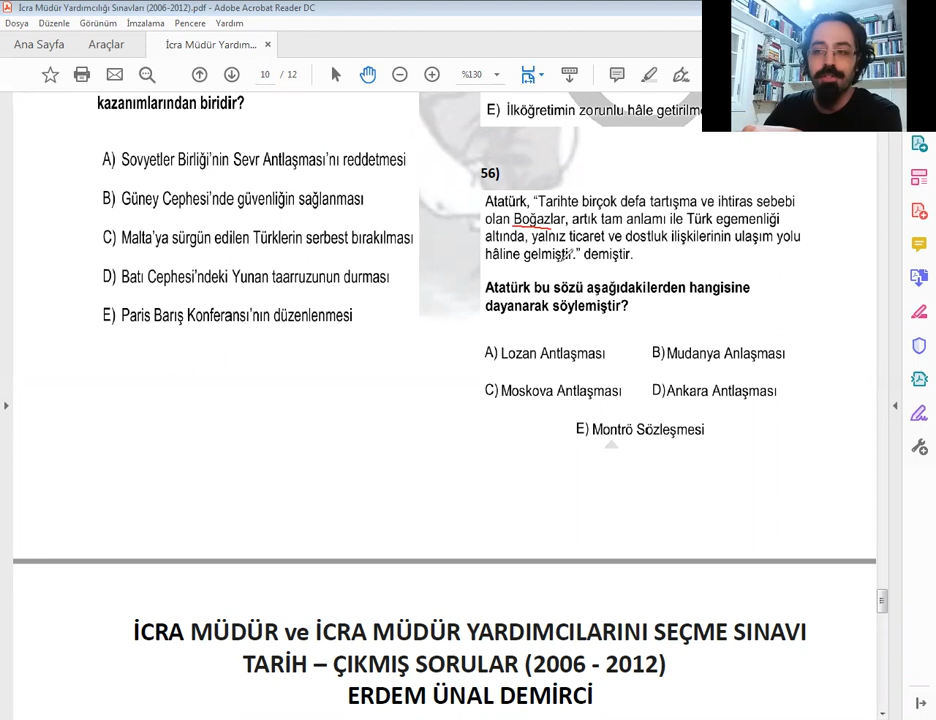 İcra Müdür Yardımcılığı Sınavları (2006-2012).pdf - Adobe Acrobat Reader DC
Dosya Düzenle Görünüm İmzalama Pencere Yardım
Ana Sayfa Araçlar İcra Müdür Yardım... ×
10 / 12 %130
kazanımlarından biridir?
A) Sovyetler Birliği'nin Sevr Antlaşması'nı reddetmesi
B) Güney Cephesi'nde güvenliğin sağlanması
C) Malta'ya sürgün edilen Türklerin serbest bırakılması
D) Batı Cephesi'ndeki Yunan taarruzunun durması
E) Paris Barış Konferansı'nın düzenlenmesi
E) İlköğretimin zorunlu hâle getirilme
56)
Atatürk, “Tarihte birçok defa tartışma ve ihtiras sebebi
olan Boğazlar, artık tam anlamı ile Türk egemenliği
altında, yalnız ticaret ve dostluk ilişkilerinin ulaşım yolu
hâline gelmiştir.” demiştir.
Atatürk bu sözü aşağıdakilerden hangisine
dayanarak söylemiştir?
A) Lozan Antlaşması B) Mudanya Anlaşması
C) Moskova Antlaşması D) Ankara Antlaşması
E) Montrö Sözleşmesi
İCRA MÜDÜR ve İCRA MÜDÜR YARDIMCILARINI SEÇME SINAVI
TARİH – ÇIKMIŞ SORULAR (2006 - 2012)
ERDEM ÜNAL DEMİRCİ